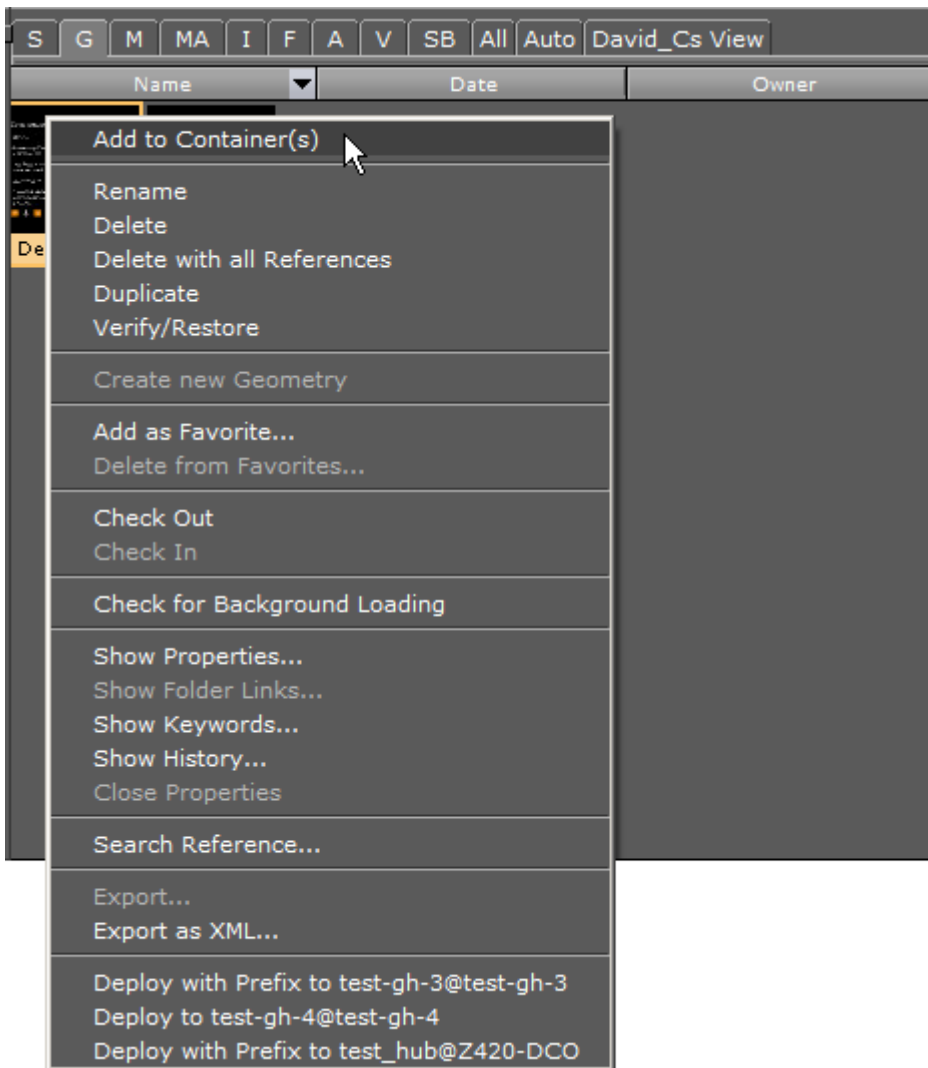 S G M MA I F A V SB All Auto David_Cs View
Name Date Owner
Add to Container(s)
Rename
Delete
De
Delete with all References
Duplicate
Verify/Restore
Create new Geometry
Add as Favorite...
Delete from Favorites...
Check Out
Check In
Check for Background Loading
Show Properties...
Show Folder Links...
Show Keywords...
Show History...
Close Properties
Search Reference...
Export...
Export as XML...
Deploy with Prefix to test-gh-3@test-gh-3
Deploy to test-gh-4@test-gh-4
Deploy with Prefix to test_hub@Z420-DCO